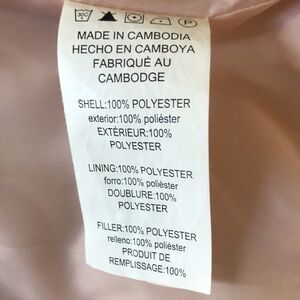 30C
P
MADE IN CAMBODIA
HECHO EN CAMBOYA
FABRIQUÉ AU
CAMBODGE
SHELL:100% POLYESTER
exterior:100% poliéster
EXTÉRIEUR:100%
POLYESTER
LINING:100% POLYESTER
forro:100% poliéster
DOUBLURE:100%
POLYESTER
FILLER:100% POLYESTER
relleno:100% poliéster
PRODUIT DE
REMPLISSAGE:100%